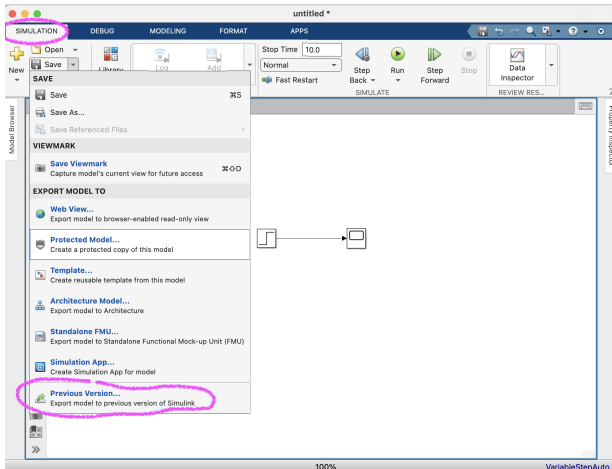 untitled *
SIMULATION DEBUG MODELING FORMAT APPS
New
Open
Save
Library
Log
Add
Stop Time 10.0
Normal
Fast Restart
Step Back
Run
Step Forward
Stop
Data Inspector
SIMULATE
REVIEW RES...
Model Browser
Property Inspector
SAVE
Save ⌘S
Save As...
Save Referenced Files
VIEWMARK
Save Viewmark
Capture model's current view for future access ⌘⇧D
EXPORT MODEL TO
Web View...
Export model to browser-enabled read-only view
Protected Model...
Create a protected copy of this model
Template...
Create reusable template from this model
Architecture Model...
Export model to Architecture
Standalone FMU...
Export model to Standalone Functional Mock-up Unit (FMU)
Simulation App...
Create Simulation App for model
Previous Version...
Export model to previous version of Simulink
100%
VariableStepAuto